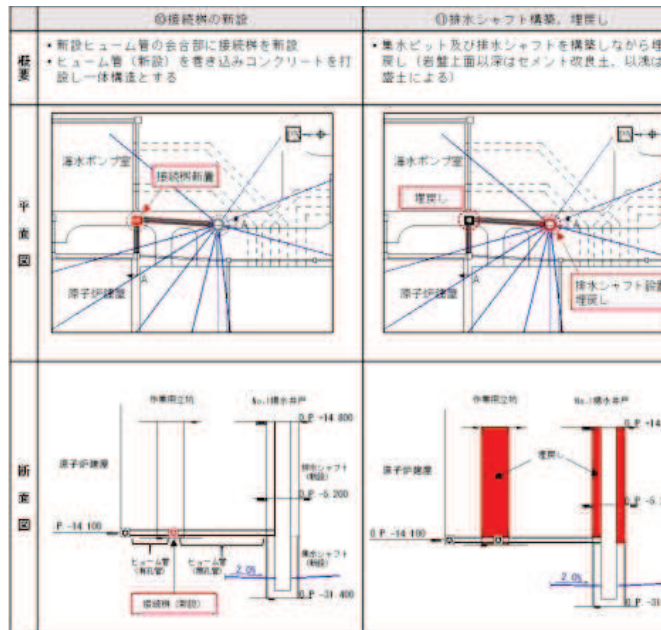 ⑩接続桝の新設
⑪排水シャフト構築，埋戻し
概要
・新設ヒューム管の会合部に接続桝を新設
・ヒューム管（新設）を巻き込みコンクリートを打
設し一体構造とする
・集水ピット及び排水シャフトを構築しながら埋
戻し（岩盤上面以深はセメント改良土，以浅は
盛土による）
平面図
海水ポンプ室
接続桝新設
A
原子炉建屋
A
海水ポンプ室
埋戻し
A
原子炉建屋
A
排水シャフト設置
埋戻し
断面図
作業用立坑
No.1揚水井戸
O.P.+14.800
原子炉建屋
排水シャフト
（新設）
O.P.-5.200
P.-14.100
ヒューム管
（有孔管）
ヒューム管
（無孔管）
（新設）
2.0%
接続桝（新設）
O.P.-31.400
作業用立坑
No.1揚水井戸
O.P.+14
原子炉建屋
埋戻し
O.P.-5.
O.P.-14.100
2.0%
O.P.-31